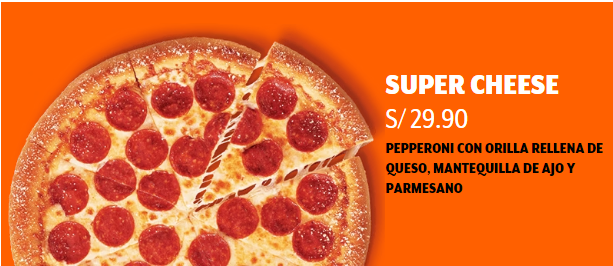 SUPER CHEESE
S/ 29.90
PEPPERONI CON ORILLA RELLENA DE
QUESO, MANTEQUILLA DE AJO Y
PARMESANO